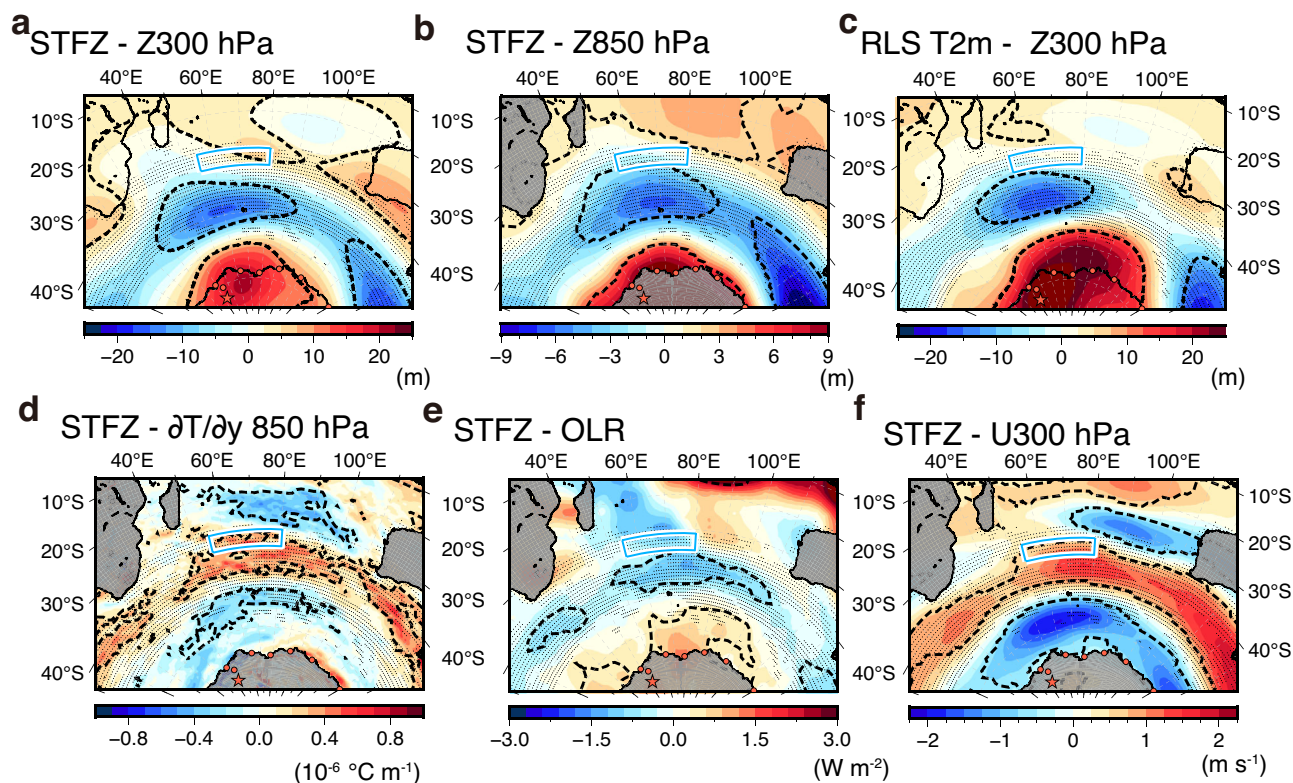 a b c
STFZ - Z300 hPa STFZ - Z850 hPa RLS T2m - Z300 hPa
40°E 60°E 80°E 100°E 40°E 60°E 80°E 100°E 40°E 60°E 80°E 100°E
10°S 10°S 10°S
20°S 20°S 20°S
30°S 30°S 30°S
40°S 40°S 40°S
−20 −10 0 10 20 −9 −6 −3 0 3 6 9 −20 −10 0 10 20
(m) (m) (m)
d e f
STFZ - ∂T/∂y 850 hPa STFZ - OLR STFZ - U300 hPa
40°E 60°E 80°E 100°E 40°E 60°E 80°E 100°E 40°E 60°E 80°E 100°E
10°S 10°S 10°S
20°S 20°S 20°S
30°S 30°S 30°S
40°S 40°S 40°S
−0.8 −0.4 0.0 0.4 0.8 −3.0 −1.5 0.0 1.5 3.0 −2 −1 0 1 2
(10⁻⁶ °C m⁻¹) (W m⁻²) (m s⁻¹)